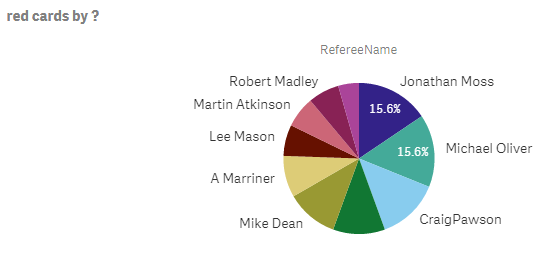 red cards by ?
RefereeName
Robert Madley
Jonathan Moss
Martin Atkinson
15.6%
Lee Mason
15.6%
Michael Oliver
A Marriner
Mike Dean
CraigPawson